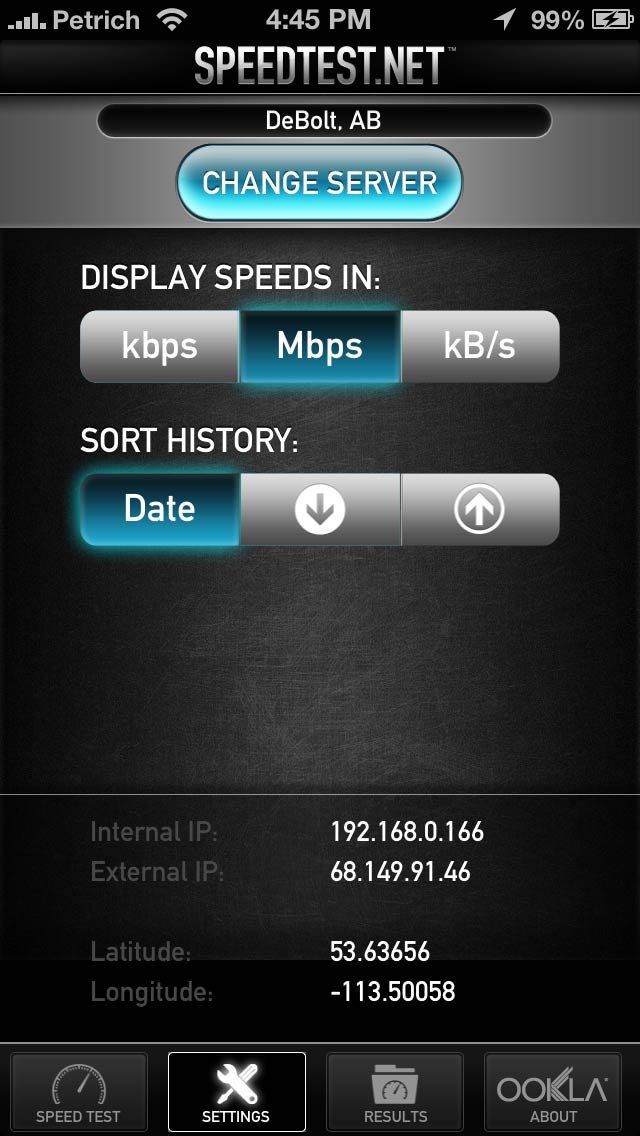 Petrich 4:45 PM 99%
SPEEDTEST.NET™
DeBolt, AB
CHANGE SERVER
DISPLAY SPEEDS IN:
kbps Mbps kB/s
SORT HISTORY:
Date
Internal IP: 192.168.0.166
External IP: 68.149.91.46
Latitude: 53.63656
Longitude: -113.50058
OOKLA
SPEED TEST SETTINGS RESULTS ABOUT